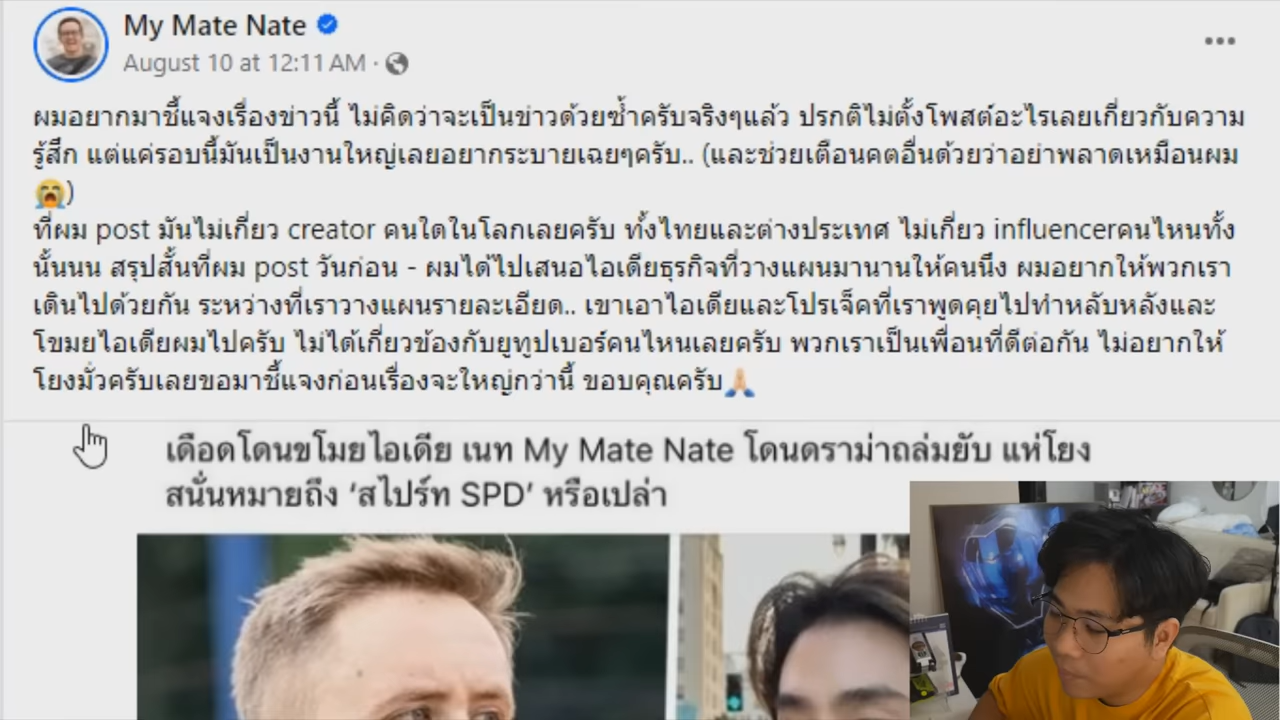 My Mate Nate
August 10 at 12:11 AM ·
ผมอยากมาชี้แจงเรื่องข่าวนี้ ไม่คิดว่าจะเป็นข่าวด้วยซ้ำครับจริงๆแล้ว ปรกติไม่ตั้งโพสต์อะไรเลยเกี่ยวกับความ
รู้สึก แต่แค่รอบนี้มันเป็นงานใหญ่เลยอยากระบายเฉยๆครับ.. (และช่วยเตือนคตอื่นด้วยว่าอย่าพลาดเหมือนผม
😭)
ที่ผม post มันไม่เกี่ยว creator คนใดในโลกเลยครับ ทั้งไทยและต่างประเทศ ไม่เกี่ยว influencerคนไหนทั้ง
นั้นนน สรุปสั้นที่ผม post วันก่อน - ผมได้ไปเสนอไอเดียธุรกิจที่วางแผนมานานให้คนนึง ผมอยากให้พวกเรา
เดินไปด้วยกัน ระหว่างที่เราวางแผนรายละเอียด.. เขาเอาไอเดียและโปรเจ็คที่เราพูดคุยไปทำหลับหลังและ
โขมยไอเดียผมไปครับ ไม่ได้เกี่ยวข้องกับยูทูปเบอร์คนไหนเลยครับ พวกเราเป็นเพื่อนที่ดีต่อกัน ไม่อยากให้
โยงมั่วครับเลยขอมาชี้แจงก่อนเรื่องจะใหญ่กว่านี้ ขอบคุณครับ🙏🏻
เดือดโดนขโมยไอเดีย เนท My Mate Nate โดนดราม่าถล่มยับ แห่โยง
สนั่นหมายถึง ‘สไปร์ท SPD’ หรือเปล่า